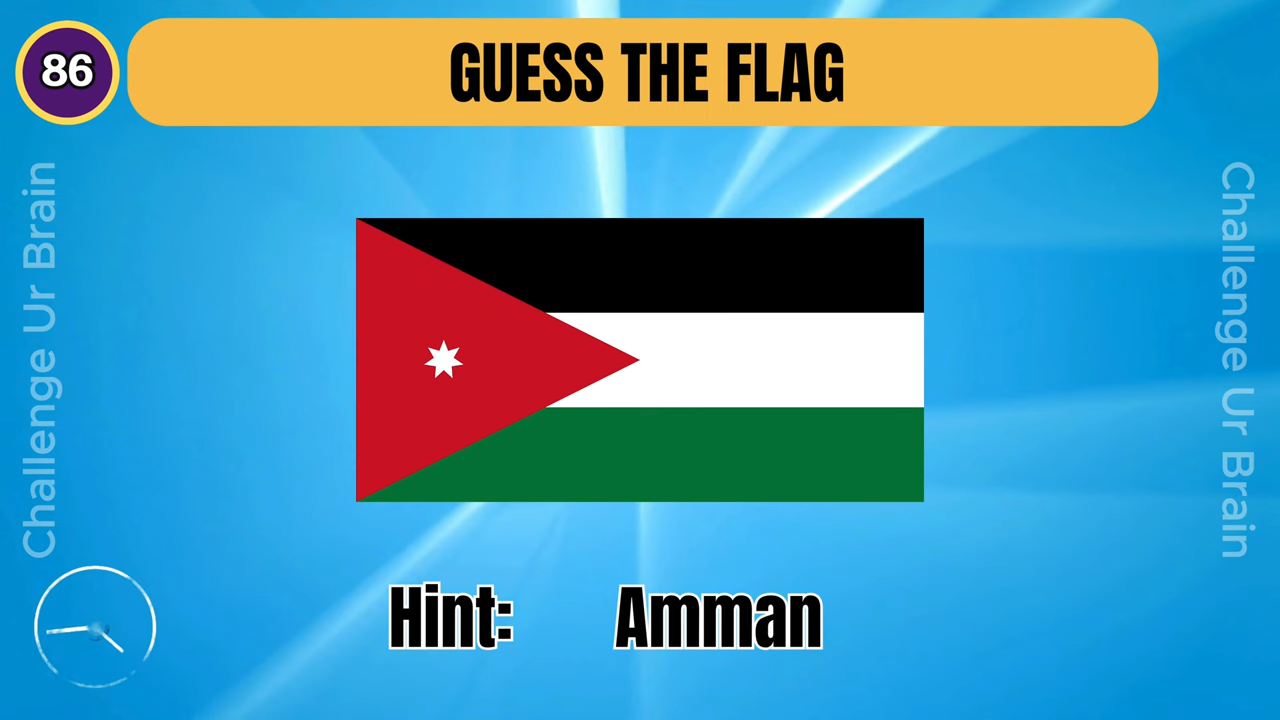 86
GUESS THE FLAG
Challenge Ur Brain
Challenge Ur Brain
Hint: Amman